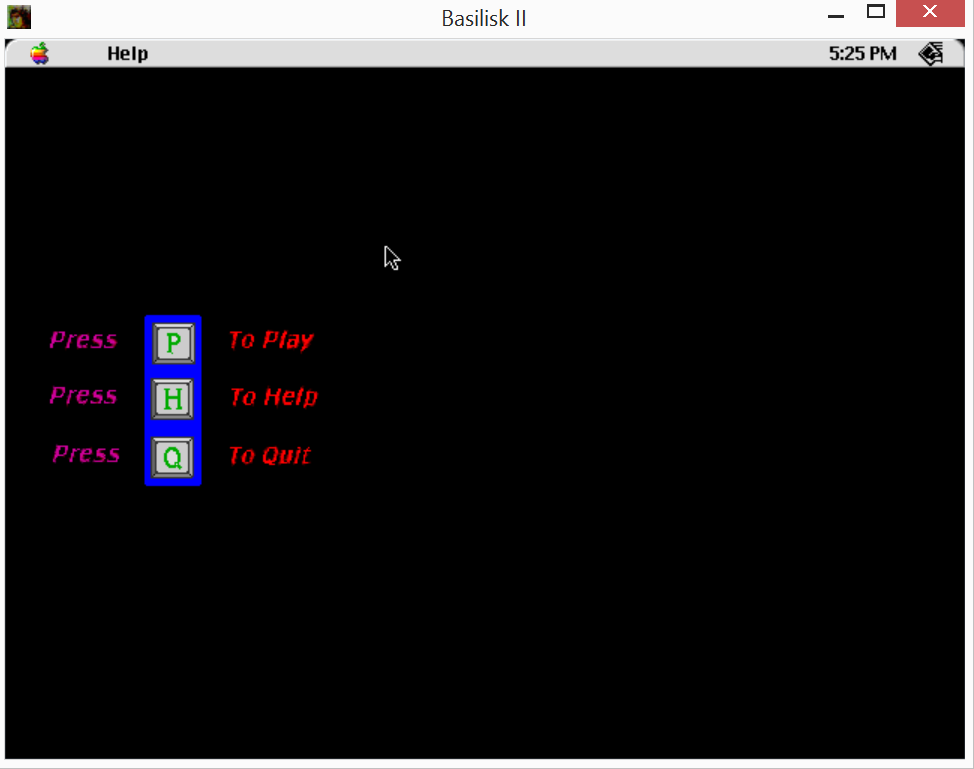 Basilisk II
Help 5:25 PM
Press P To Play
Press H To Help
Press Q To Quit